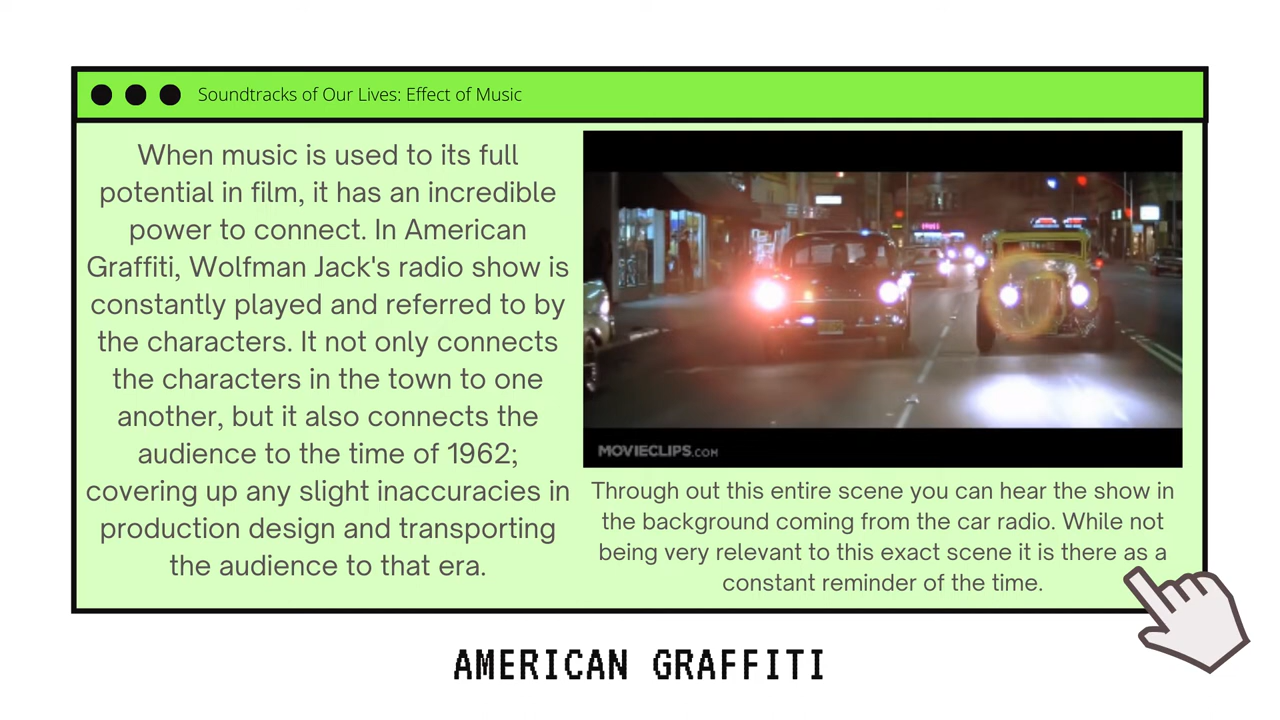 Soundtracks of Our Lives: Effect of Music
When music is used to its full
potential in film, it has an incredible
power to connect. In American
Graffiti, Wolfman Jack's radio show is
constantly played and referred to by
the characters. It not only connects
the characters in the town to one
another, but it also connects the
audience to the time of 1962;
covering up any slight inaccuracies in
production design and transporting
the audience to that era.
MOVIECLIPS.COM
Through out this entire scene you can hear the show in
the background coming from the car radio. While not
being very relevant to this exact scene it is there as a
constant reminder of the time.
AMERICAN GRAFFITI